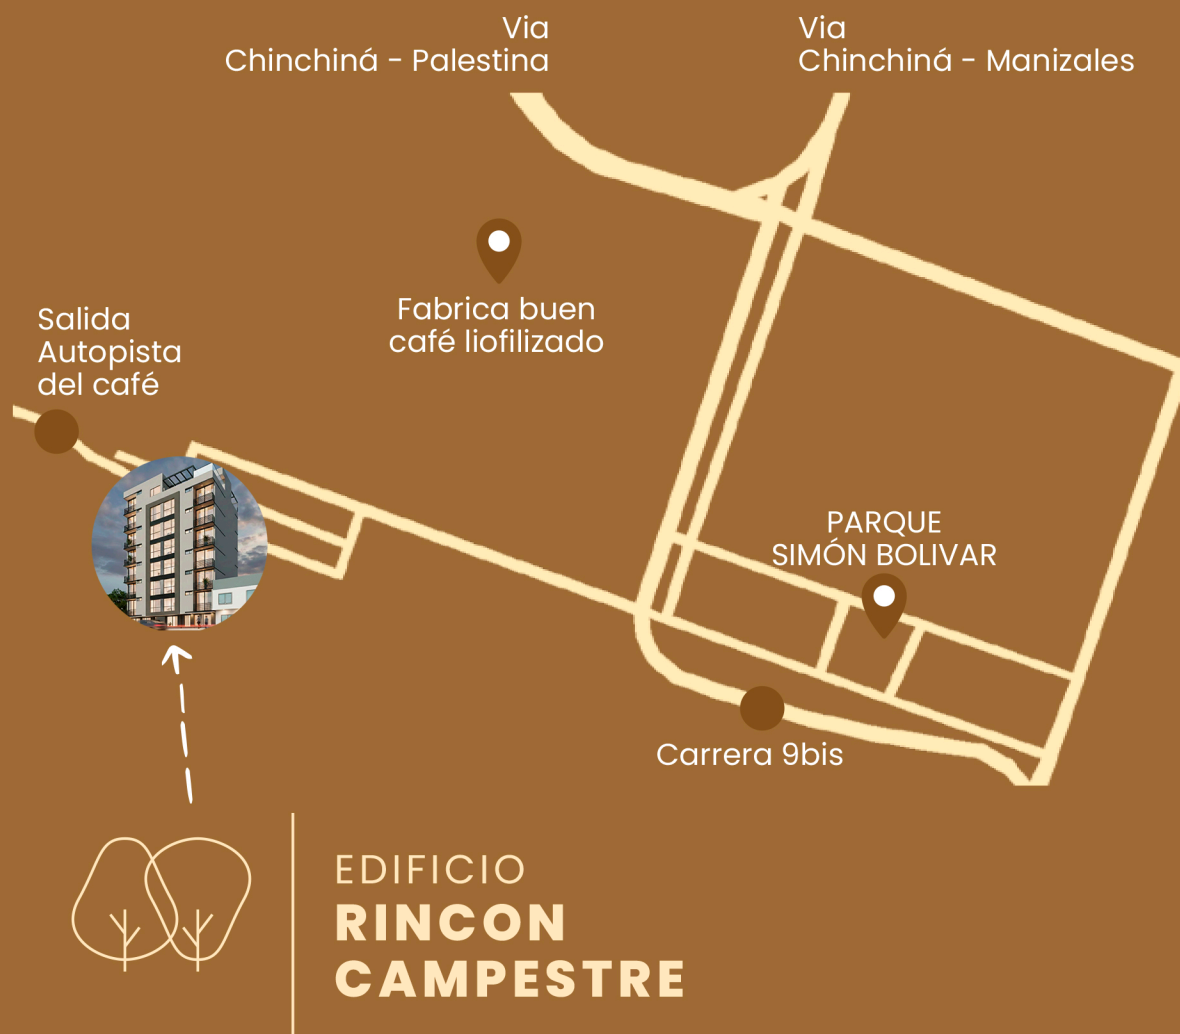 Via
Chinchiná - Palestina
Via
Chinchiná - Manizales
Fabrica buen
café liofilizado
Salida
Autopista
del café
PARQUE
SIMÓN BOLIVAR
Carrera 9bis
EDIFICIO
RINCON
CAMPESTRE